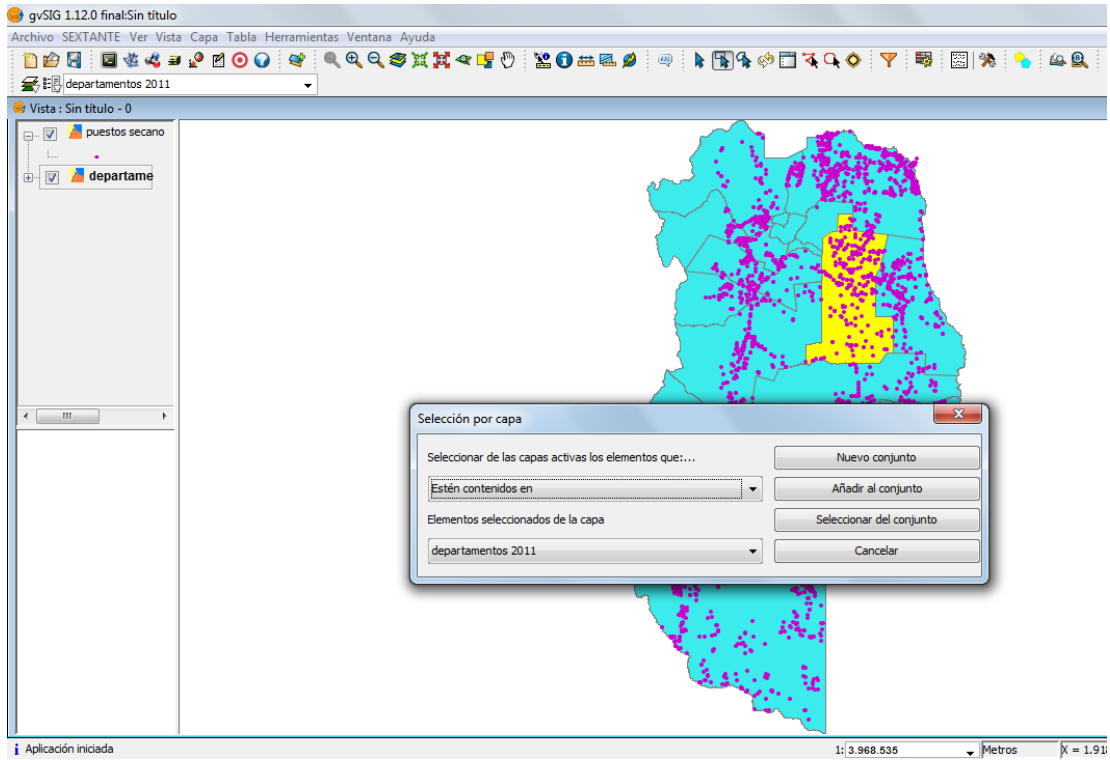 gvSIG 1.12.0 final:Sin título
Archivo SEXTANTE Ver Vista Capa Tabla Herramientas Ventana Ayuda
departamentos 2011
Vista : Sin título - 0
puestos secano
departame
Selección por capa
Seleccionar de las capas activas los elementos que:...
Nuevo conjunto
Estén contenidos en
Añadir al conjunto
Elementos seleccionados de la capa
Seleccionar del conjunto
departamentos 2011
Cancelar
Aplicación iniciada
1: 3.968.535
Metros
X = 1.918